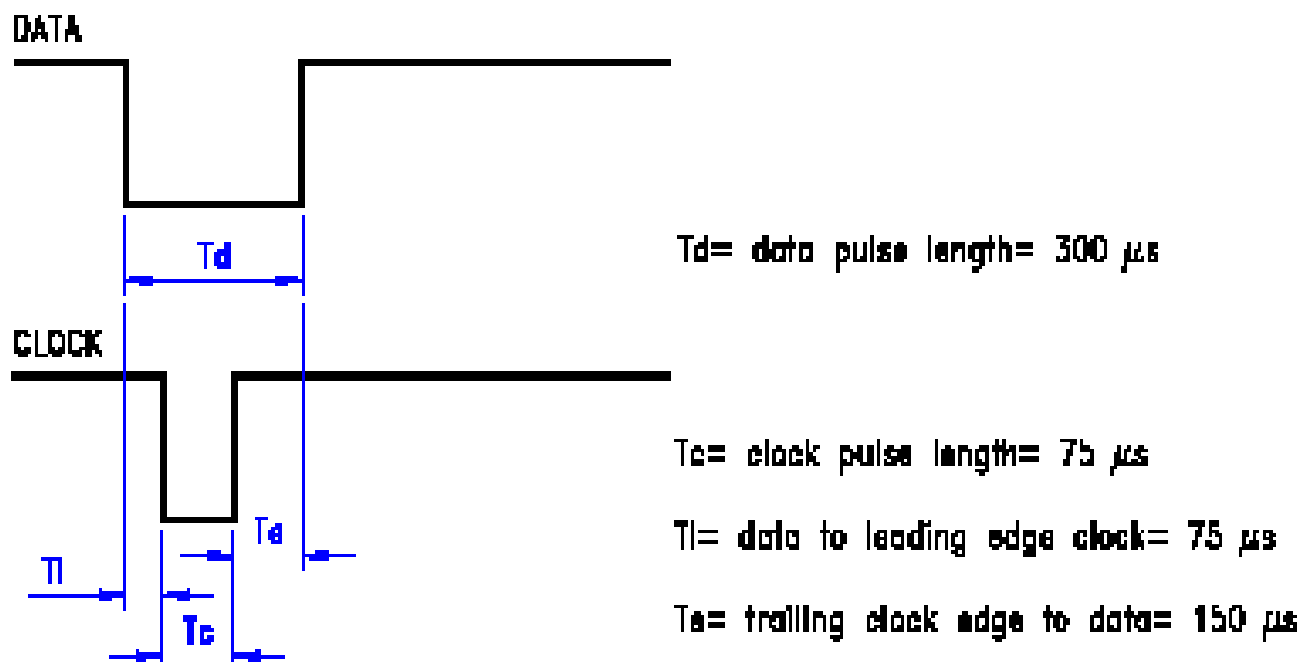 DATA
Td
Td= data pulse length= 300 µs
CLOCK
Tc= clock pulse length= 75 µs
Te
Tl= data to leading edge clock= 75 µs
Tl
Te= trailing clock edge to data= 150 µs
Tc